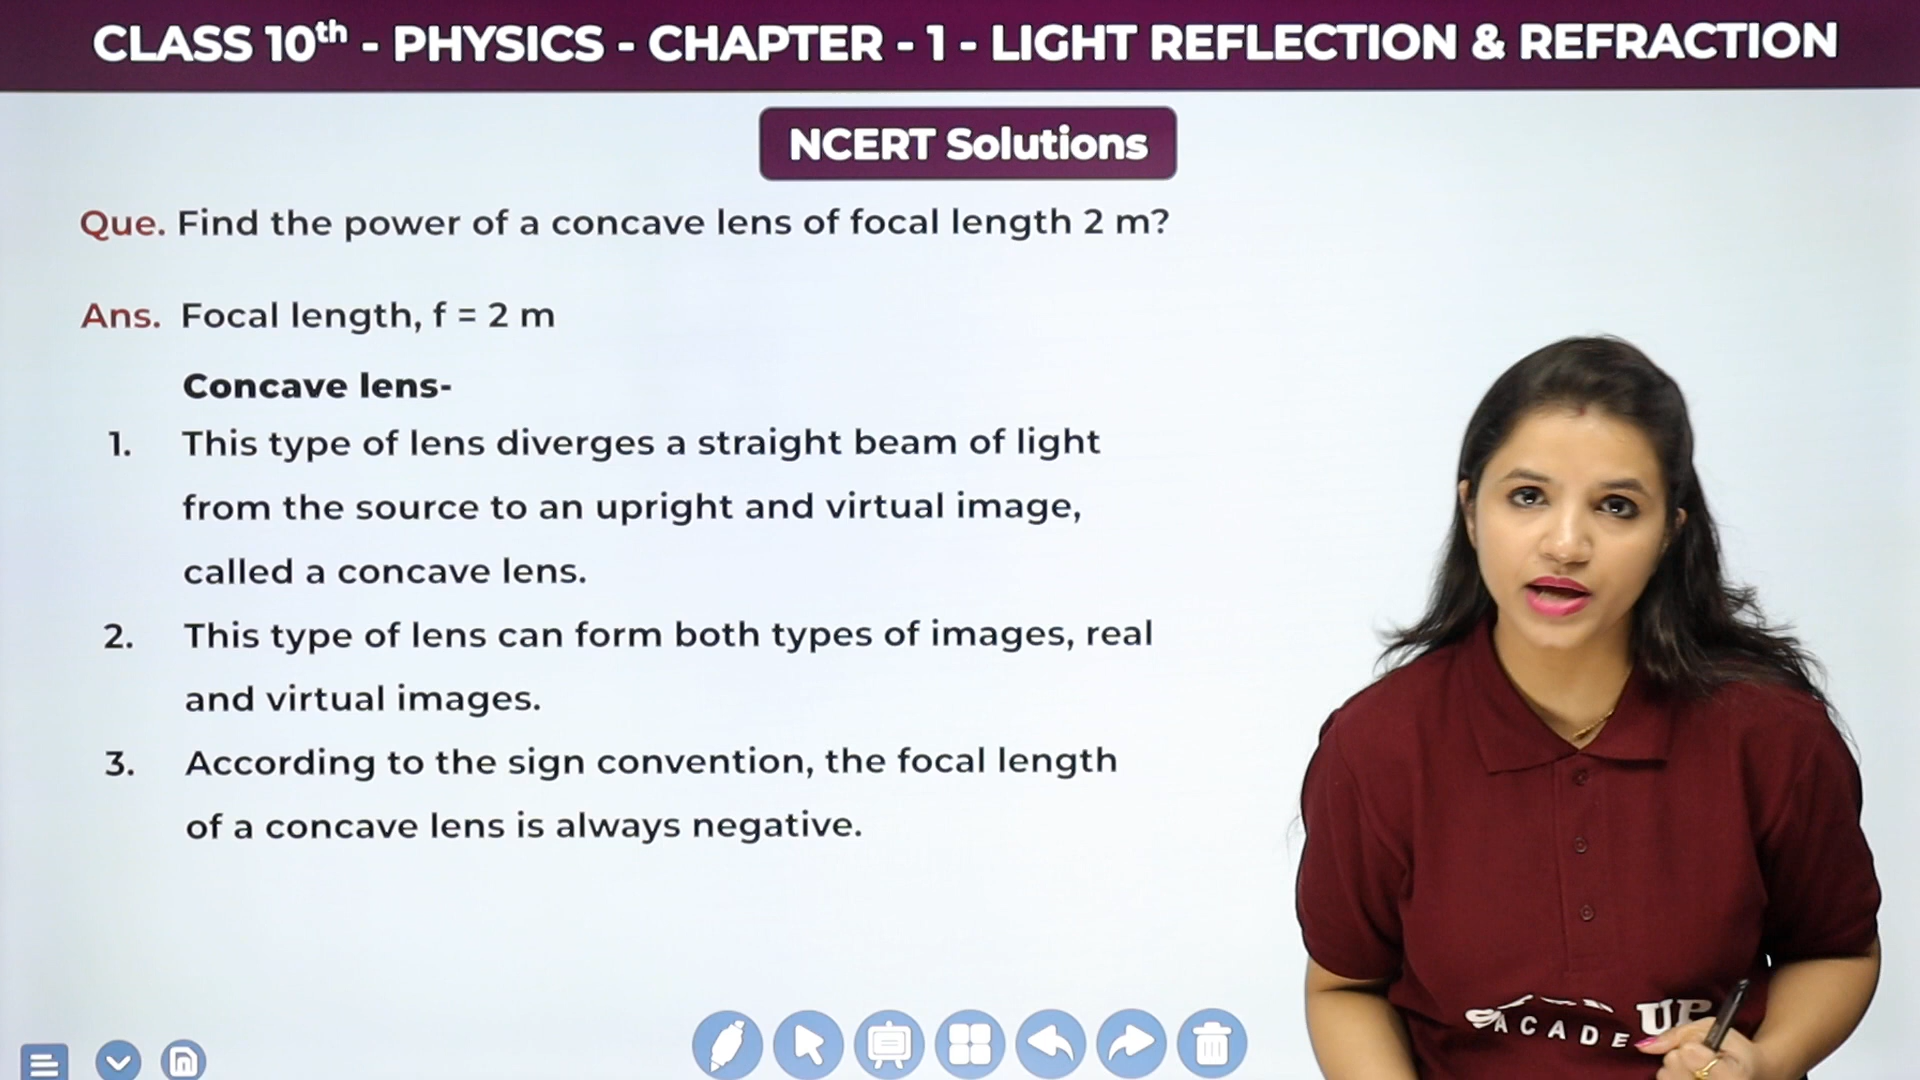 CLASS 10th - PHYSICS - CHAPTER - 1 - LIGHT REFLECTION & REFRACTION
NCERT Solutions
Que. Find the power of a concave lens of focal length 2 m?
Ans. Focal length, f = 2 m
Concave lens-
1. This type of lens diverges a straight beam of light
from the source to an upright and virtual image,
called a concave lens.
2. This type of lens can form both types of images, real
and virtual images.
3. According to the sign convention, the focal length
of a concave lens is always negative.
UP
ACADE